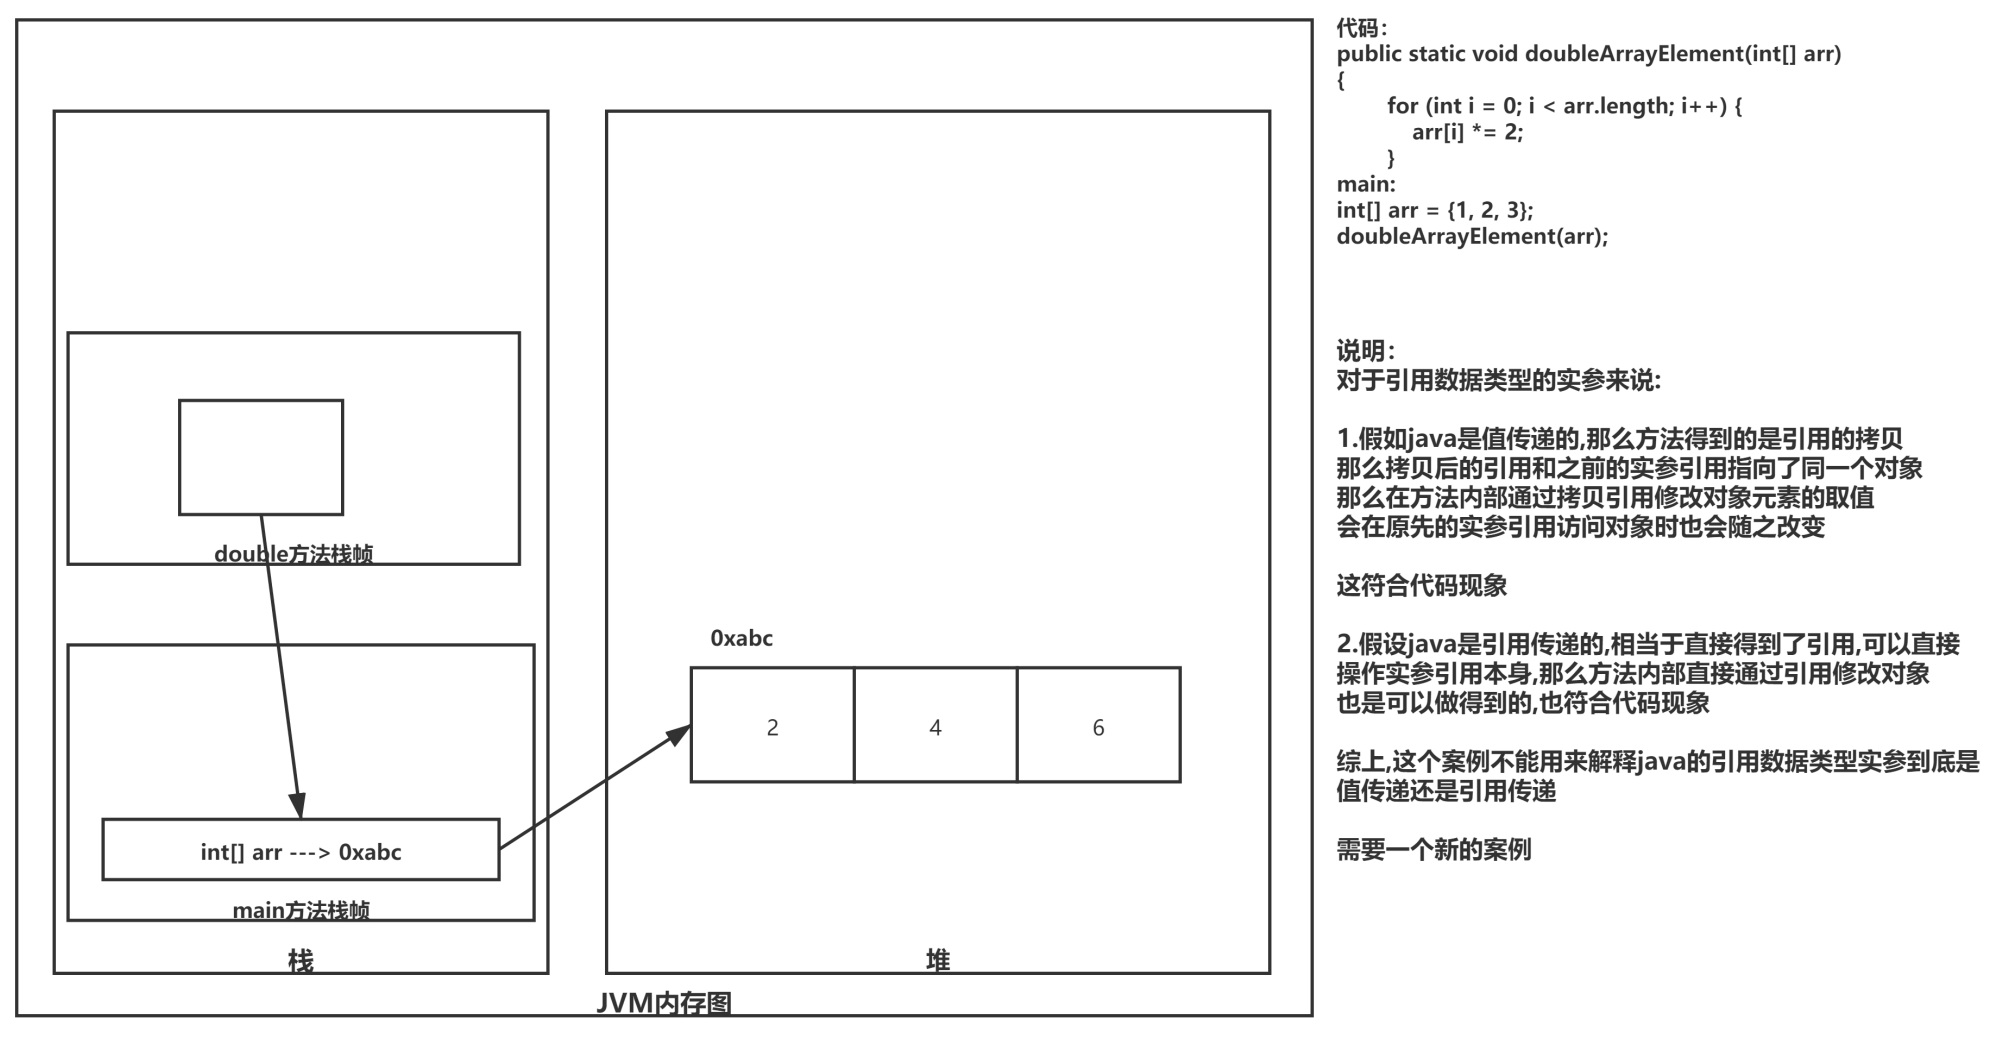 double方法栈帧
int[] arr ---> 0xabc
main方法栈帧
栈
0xabc
2
4
6
堆
JVM内存图
代码：
public static void doubleArrayElement(int[] arr)
{
for (int i = 0; i < arr.length; i++) {
arr[i] *= 2;
}
main:
int[] arr = {1, 2, 3};
doubleArrayElement(arr);
说明：
对于引用数据类型的实参来说:
1.假如java是值传递的,那么方法得到的是引用的拷贝
那么拷贝后的引用和之前的实参引用指向了同一个对象
那么在方法内部通过拷贝引用修改对象元素的取值
会在原先的实参引用访问对象时也会随之改变
这符合代码现象
2.假设java是引用传递的,相当于直接得到了引用,可以直接
操作实参引用本身,那么方法内部直接通过引用修改对象
也是可以做得到的,也符合代码现象
综上,这个案例不能用来解释java的引用数据类型实参到底是
值传递还是引用传递
需要一个新的案例